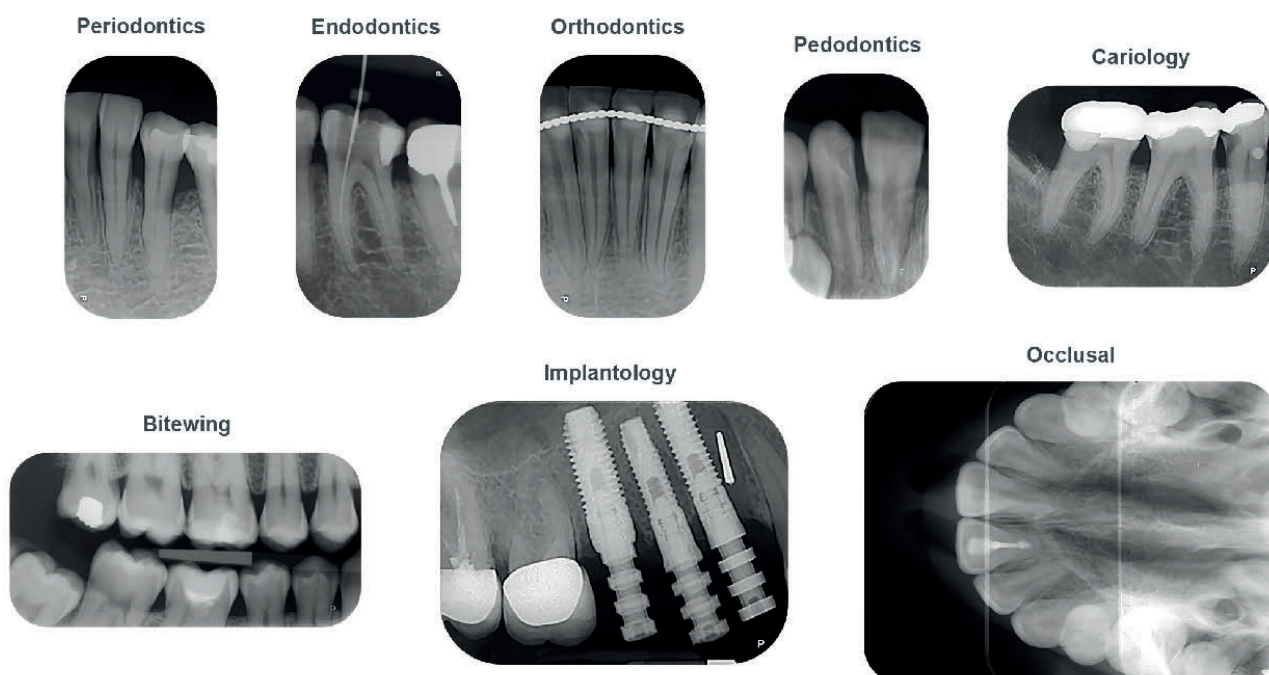 Periodontics
Endodontics
Orthodontics
Pedodontics
Cariology
P
P
P
P
Occlusal
Implantology
Bitewing
P